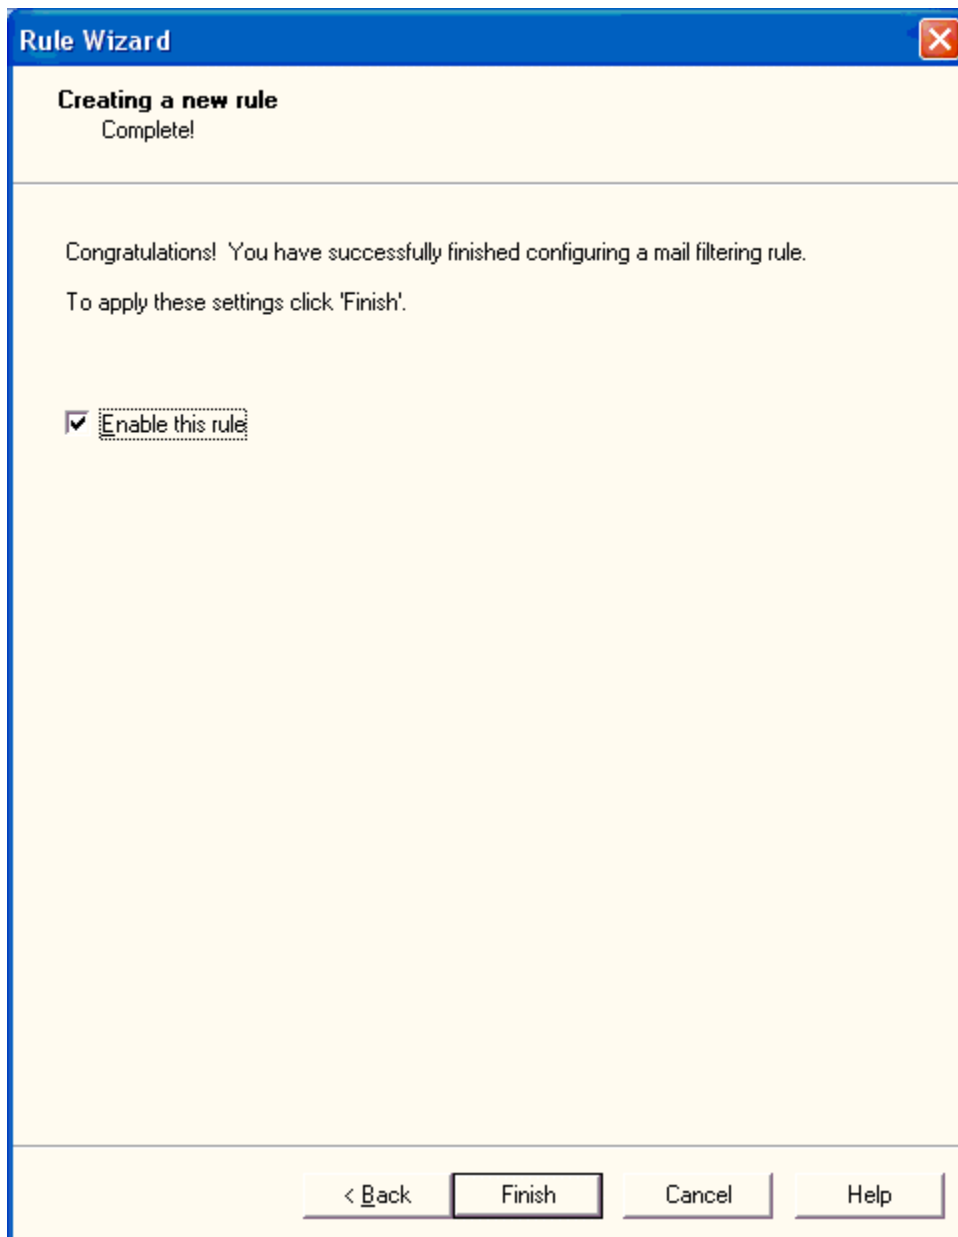 Rule Wizard
Creating a new rule
Complete!
Congratulations!  You have successfully finished configuring a mail filtering rule.
To apply these settings click 'Finish'.
Enable this rule
< Back
Finish
Cancel
Help